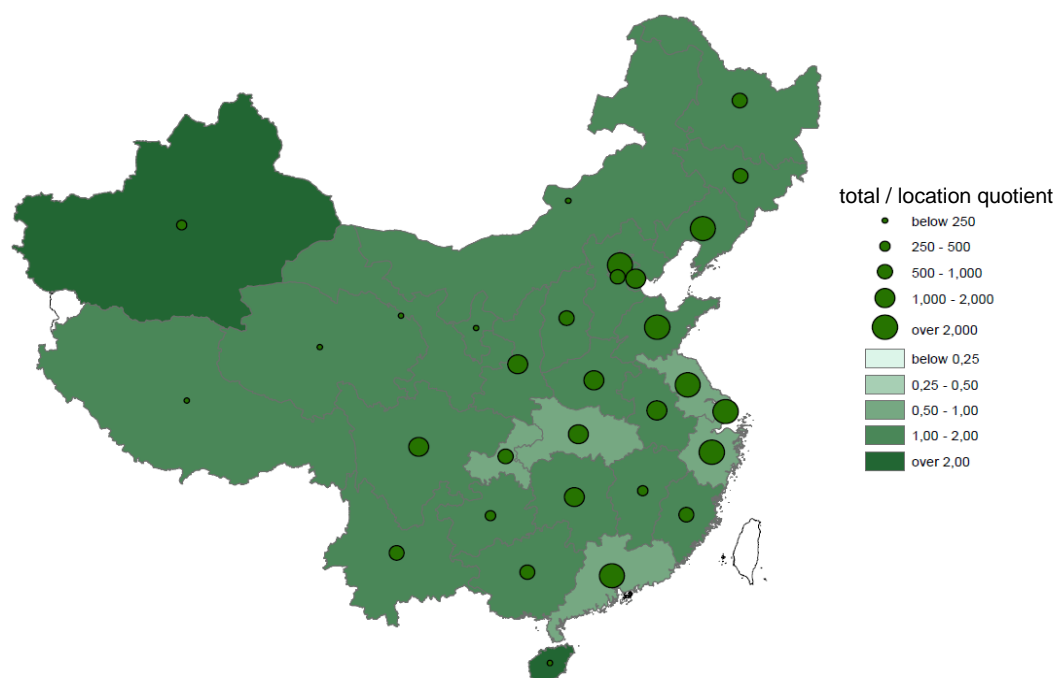 total / location quotient
below 250
250 - 500
500 - 1,000
1,000 - 2,000
over 2,000
below 0,25
0,25 - 0,50
0,50 - 1,00
1,00 - 2,00
over 2,00